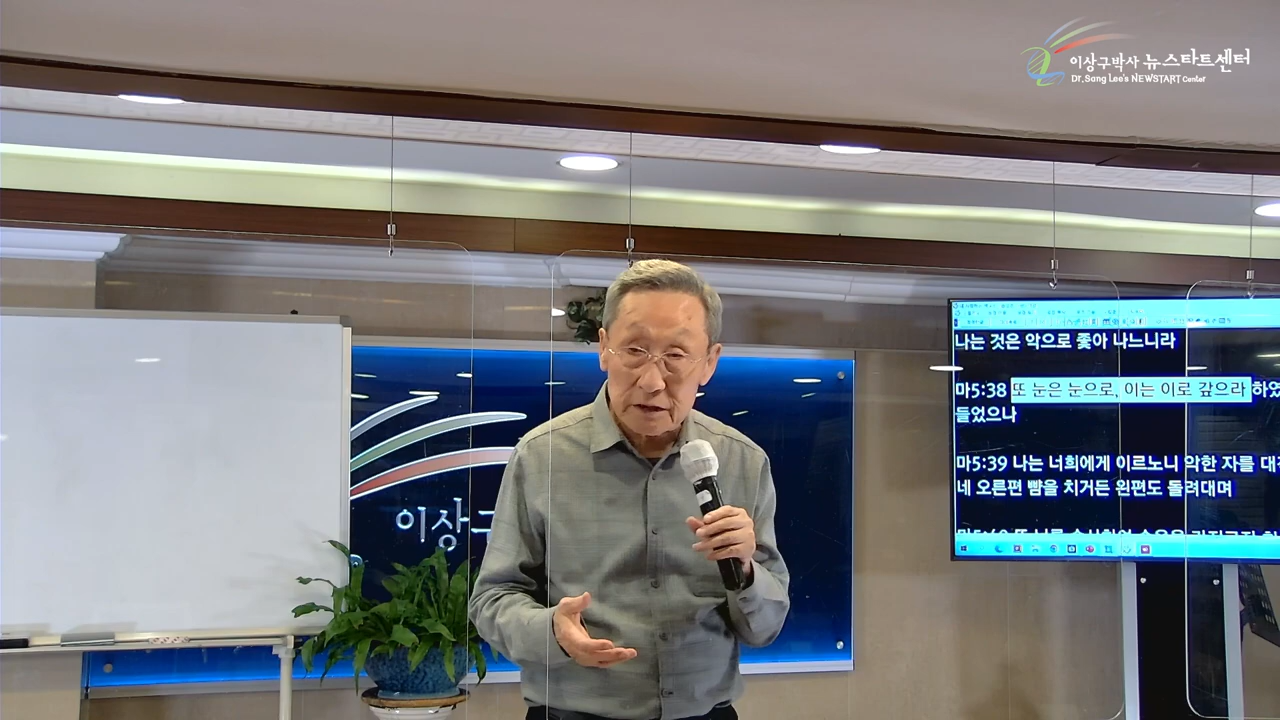 이상구박사 뉴스타트센터
Dr. Sang Lee's NEWSTART Center
나는 것은 악으로 좇아 나느니라
마5:38 또 눈은 눈으로, 이는 이로 갚으라 하였
들었으나
마5:39 나는 너희에게 이르노니 악한 자를 대
네 오른편 뺨을 치거든 왼편도 돌려대며
이상구